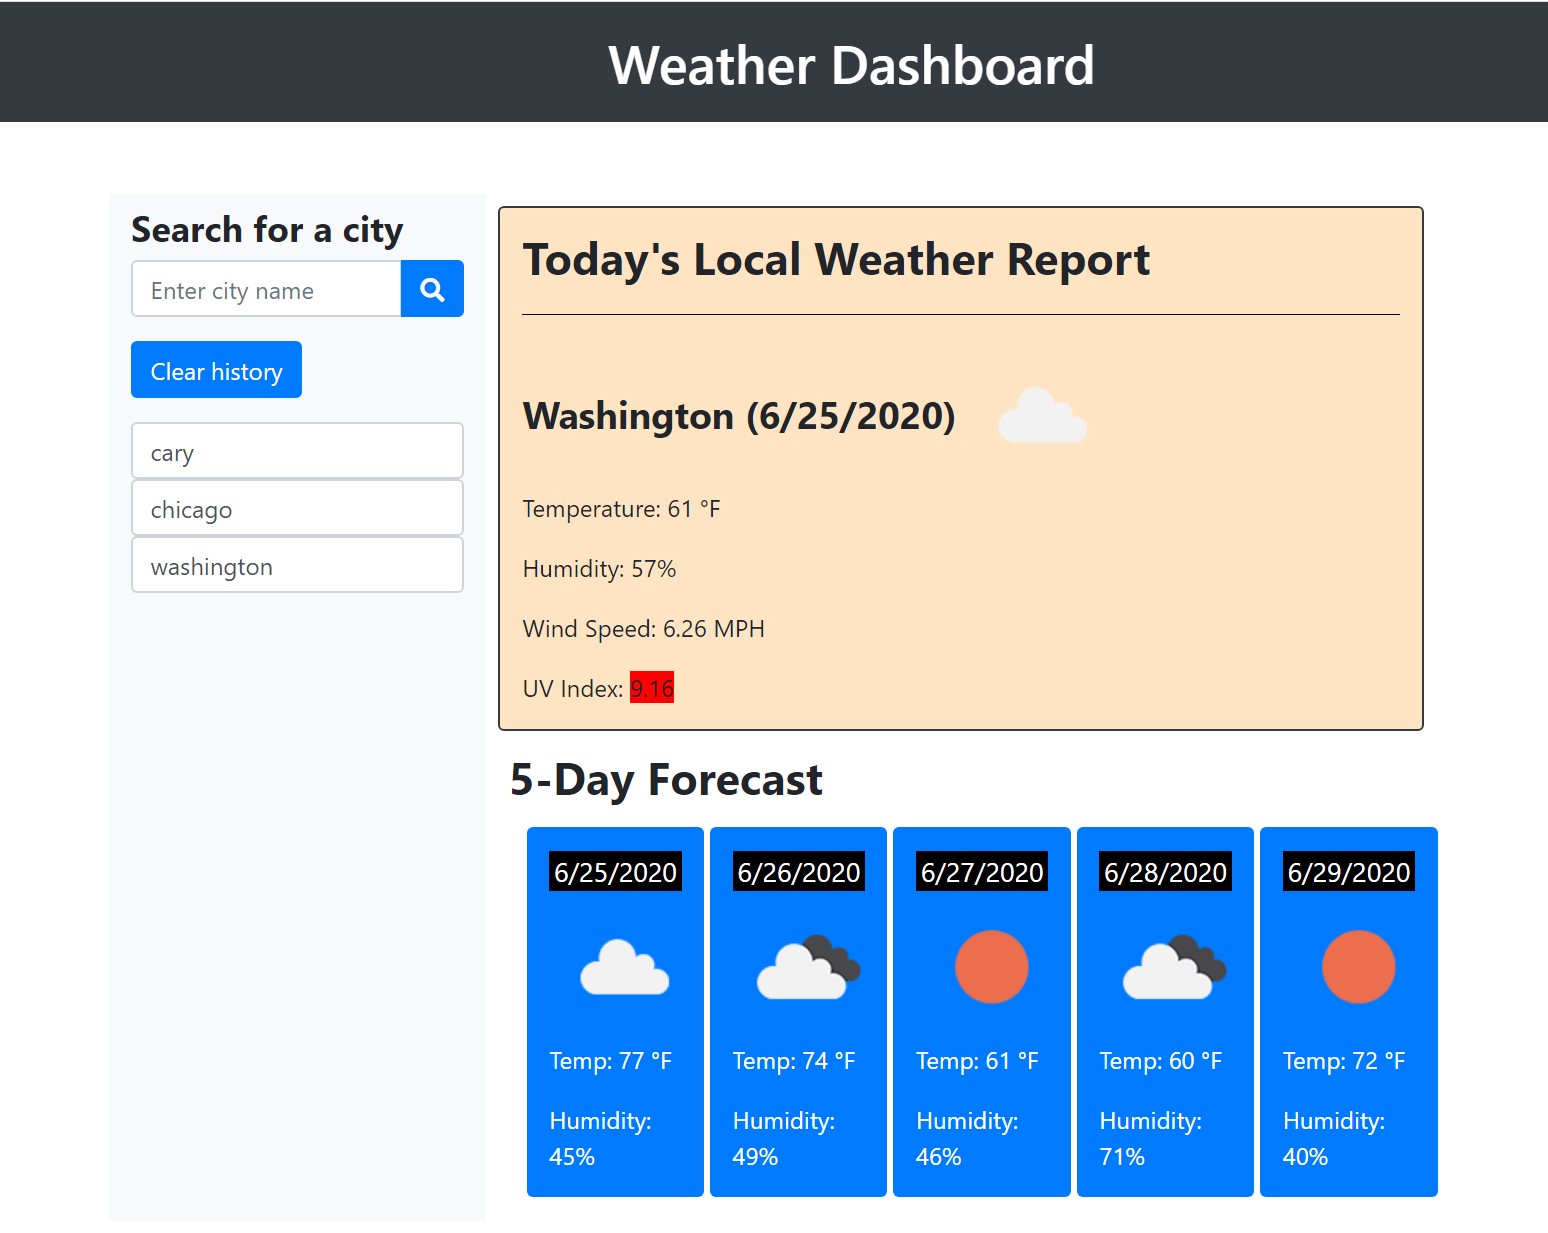 Weather Dashboard
Search for a city
Enter city name
Clear history
cary
chicago
washington
Today's Local Weather Report
Washington (6/25/2020)
Temperature: 61 °F
Humidity: 57%
Wind Speed: 6.26 MPH
UV Index: 9.16
5-Day Forecast
6/25/2020
Temp: 77 °F
Humidity:
45%
6/26/2020
Temp: 74 °F
Humidity:
49%
6/27/2020
Temp: 61 °F
Humidity:
46%
6/28/2020
Temp: 60 °F
Humidity:
71%
6/29/2020
Temp: 72 °F
Humidity:
40%